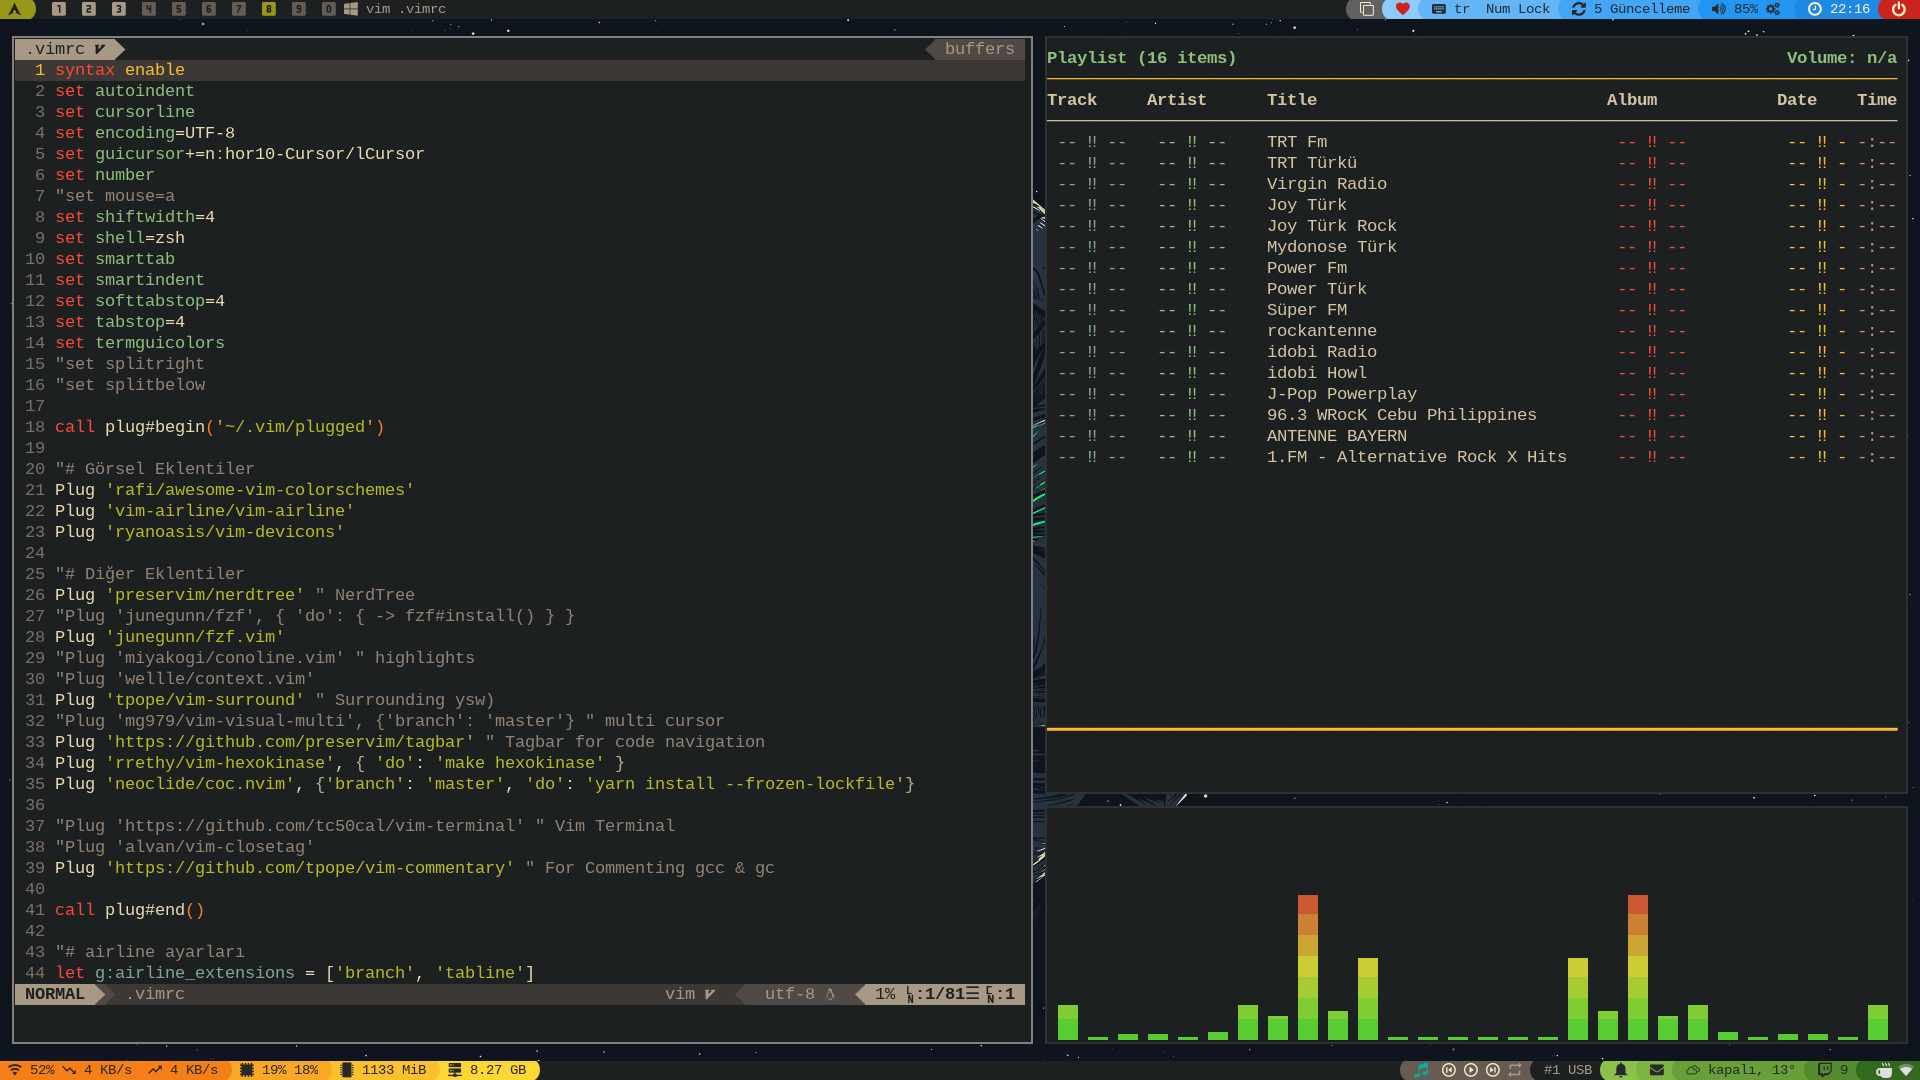 1 2 3 4 5 6 7 8 9 0 vim .vimrc
tr Num Lock 5 Güncelleme 85% 22:16
.vimrc buffers
1 syntax enable
2 set autoindent
3 set cursorline
4 set encoding=UTF-8
5 set guicursor+=n:hor10-Cursor/lCursor
6 set number
7 "set mouse=a
8 set shiftwidth=4
9 set shell=zsh
10 set smarttab
11 set smartindent
12 set softtabstop=4
13 set tabstop=4
14 set termguicolors
15 "set splitright
16 "set splitbelow
17
18 call plug#begin('~/.vim/plugged')
19
20 "# Görsel Eklentiler
21 Plug 'rafi/awesome-vim-colorschemes'
22 Plug 'vim-airline/vim-airline'
23 Plug 'ryanoasis/vim-devicons'
24
25 "# Diğer Eklentiler
26 Plug 'preservim/nerdtree' " NerdTree
27 "Plug 'junegunn/fzf', { 'do': { -> fzf#install() } }
28 Plug 'junegunn/fzf.vim'
29 "Plug 'miyakogi/conoline.vim' " highlights
30 "Plug 'wellle/context.vim'
31 Plug 'tpope/vim-surround' " Surrounding ysw)
32 "Plug 'mg979/vim-visual-multi', {'branch': 'master'} " multi cursor
33 Plug 'https://github.com/preservim/tagbar' " Tagbar for code navigation
34 Plug 'rrethy/vim-hexokinase', { 'do': 'make hexokinase' }
35 Plug 'neoclide/coc.nvim', {'branch': 'master', 'do': 'yarn install --frozen-lockfile'}
36
37 "Plug 'https://github.com/tc50cal/vim-terminal' " Vim Terminal
38 "Plug 'alvan/vim-closetag'
39 Plug 'https://github.com/tpope/vim-commentary' " For Commenting gcc & gc
40
41 call plug#end()
42
43 "# airline ayarları
44 let g:airline_extensions = ['branch', 'tabline']
NORMAL .vimrc vim utf-8 1% LN:1/81☰ CN:1
Playlist (16 items) Volume: n/a
Track Artist Title Album Date Time
-- ‼ -- -- ‼ -- TRT Fm -- ‼ -- -- ‼ - -:--
-- ‼ -- -- ‼ -- TRT Türkü -- ‼ -- -- ‼ - -:--
-- ‼ -- -- ‼ -- Virgin Radio -- ‼ -- -- ‼ - -:--
-- ‼ -- -- ‼ -- Joy Türk -- ‼ -- -- ‼ - -:--
-- ‼ -- -- ‼ -- Joy Türk Rock -- ‼ -- -- ‼ - -:--
-- ‼ -- -- ‼ -- Mydonose Türk -- ‼ -- -- ‼ - -:--
-- ‼ -- -- ‼ -- Power Fm -- ‼ -- -- ‼ - -:--
-- ‼ -- -- ‼ -- Power Türk -- ‼ -- -- ‼ - -:--
-- ‼ -- -- ‼ -- Süper FM -- ‼ -- -- ‼ - -:--
-- ‼ -- -- ‼ -- rockantenne -- ‼ -- -- ‼ - -:--
-- ‼ -- -- ‼ -- idobi Radio -- ‼ -- -- ‼ - -:--
-- ‼ -- -- ‼ -- idobi Howl -- ‼ -- -- ‼ - -:--
-- ‼ -- -- ‼ -- J-Pop Powerplay -- ‼ -- -- ‼ - -:--
-- ‼ -- -- ‼ -- 96.3 WRocK Cebu Philippines -- ‼ -- -- ‼ - -:--
-- ‼ -- -- ‼ -- ANTENNE BAYERN -- ‼ -- -- ‼ - -:--
-- ‼ -- -- ‼ -- 1.FM - Alternative Rock X Hits -- ‼ -- -- ‼ - -:--
52% 4 KB/s 4 KB/s 19% 18% 1133 MiB 8.27 GB
#1 USB kapalı, 13° 9